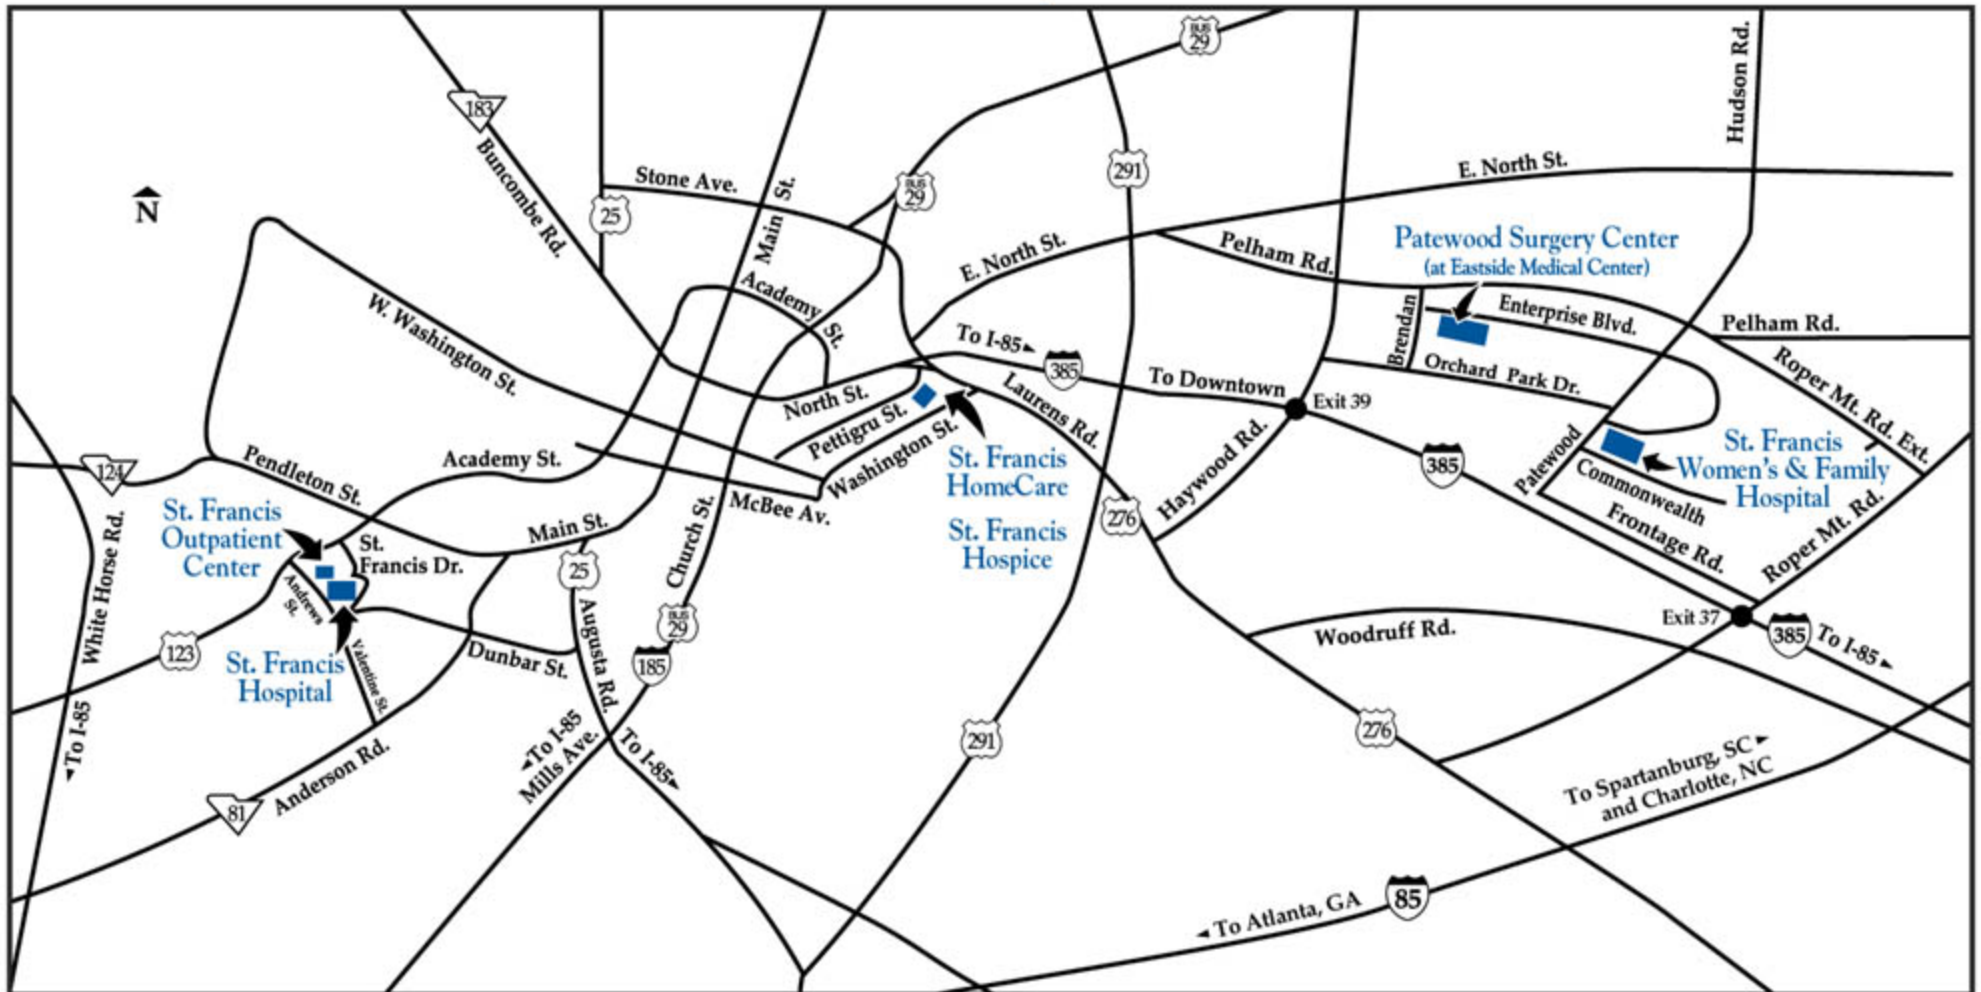 BUS
29
183
Hudson Rd.
Buncombe Rd.
Stone Ave.
25
Main St.
BUS
29
291
E. North St.
N
E. North St.
Pelham Rd.
Patewood Surgery Center
(at Eastside Medical Center)
Academy St.
W. Washington St.
To I-85
385
To Downtown
Exit 39
Brendan
Enterprise Blvd.
Orchard Park Dr.
Pelham Rd.
Roper Mt. Rd. Ext.
North St.
Pettigru St.
Washington St.
Laurens Rd.
St. Francis
HomeCare
St. Francis
Hospice
Haywood Rd.
385
Patewood
St. Francis
Women's & Family
Hospital
Commonwealth
Frontage Rd.
Roper Mt. Rd.
124
Pendleton St.
Academy St.
McBee Av.
276
White Horse Rd.
St. Francis
Outpatient
Center
St.
Francis Dr.
Main St.
Church St.
25
Andrews
St.
Augusta Rd.
BUS
29
185
123
St. Francis
Hospital
Valentine St.
Dunbar St.
Woodruff Rd.
Exit 37
385
To I-85
To I-85
Anderson Rd.
81
To I-85
Mills Ave.
To I-85
291
276
To Spartanburg, SC
and Charlotte, NC
To Atlanta, GA
85